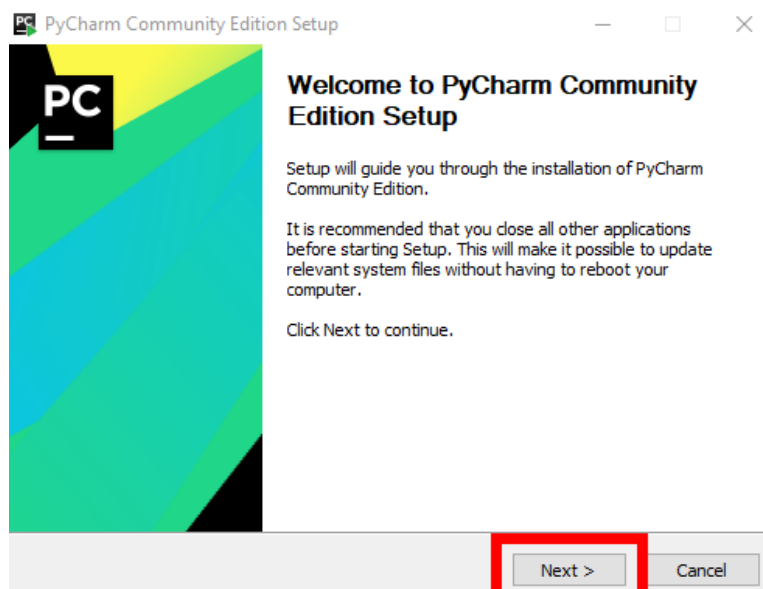 PyCharm Community Edition Setup
PC
Welcome to PyCharm Community
Edition Setup
Setup will guide you through the installation of PyCharm
Community Edition.
It is recommended that you close all other applications
before starting Setup. This will make it possible to update
relevant system files without having to reboot your
computer.
Click Next to continue.
Next >
Cancel